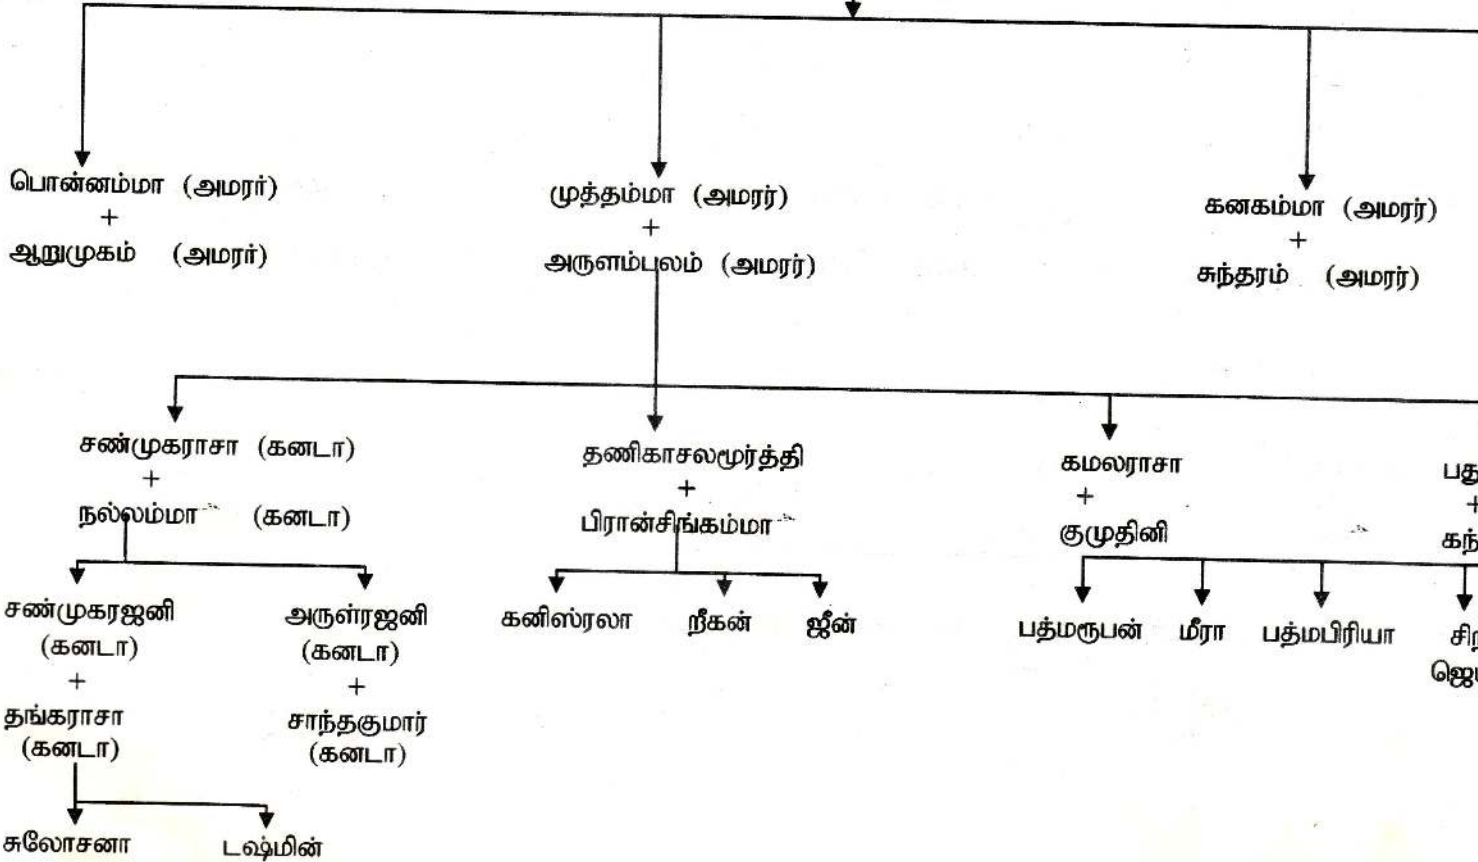 பொன்னம்மா (அமரர்)
+
ஆறுமுகம் (அமரர்)
முத்தம்மா (அமரர்)
+
அருளம்பலம் (அமரர்)
கனகம்மா (அமரர்)
+
சுந்தரம் (அமரர்)
சண்முகராசா (கனடா)
+
நல்லம்மா (கனடா)
தணிகாசலமூர்த்தி
+
பிரான்சிங்கம்மா
கமலராசா
+
குமுதினி
+
சண்முகரஜனி
(கனடா)
+
தங்கராசா
(கனடா)
அருள்ரஜனி
(கனடா)
+
சாந்தகுமார்
(கனடா)
கனிஸ்ரலா றீகன் ஜீன்
பத்மரூபன் மீரா பத்மபிரியா
சுலோசனா டஷ்மின்